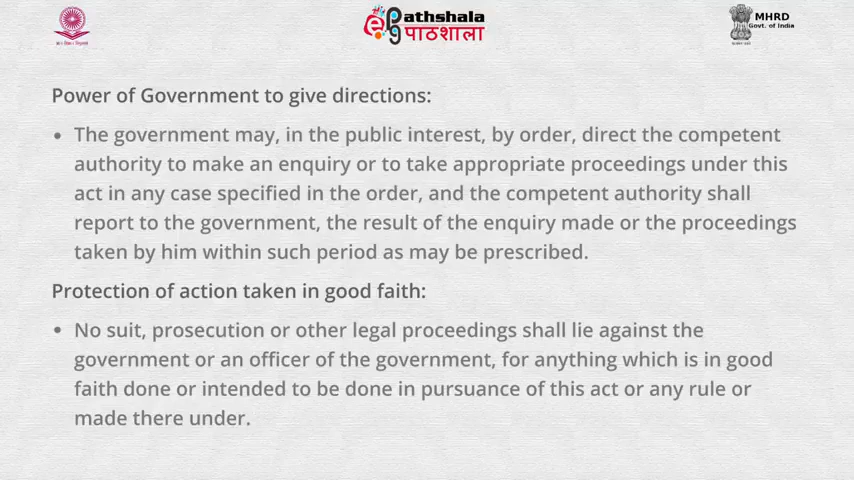 epathshala
पाठशाला
MHRD
Govt. of India
Power of Government to give directions:
• The government may, in the public interest, by order, direct the competent
authority to make an enquiry or to take appropriate proceedings under this
act in any case specified in the order, and the competent authority shall
report to the government, the result of the enquiry made or the proceedings
taken by him within such period as may be prescribed.
Protection of action taken in good faith:
• No suit, prosecution or other legal proceedings shall lie against the
government or an officer of the government, for anything which is in good
faith done or intended to be done in pursuance of this act or any rule or
made there under.